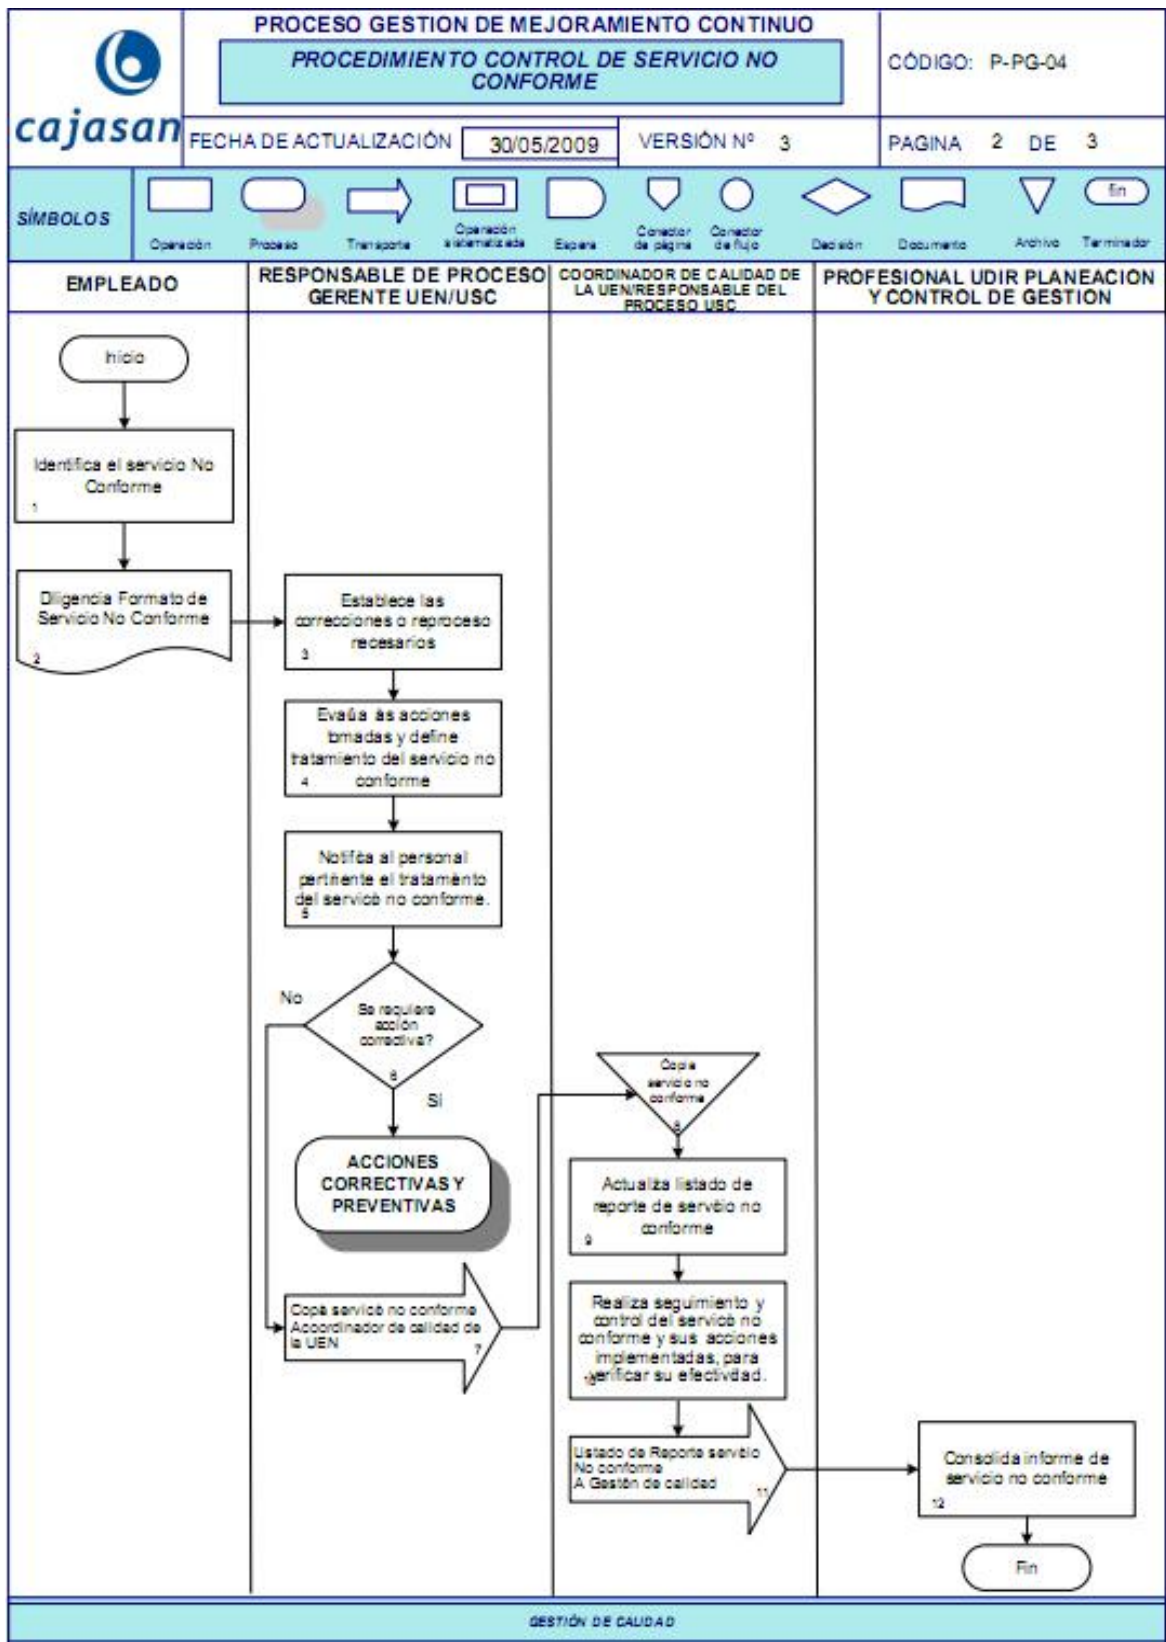 PROCESO GESTION DE MEJORAMIENTO CONTINUO
PROCEDIMIENTO CONTROL DE SERVICIO NO
CONFORME
CÓDIGO: P-PG-04
cajasan
FECHA DE ACTUALIZACIÓN 30/05/2009 VERSIÓN Nº 3 PAGINA 2 DE 3
SÍMBOLOS
fin
Operación
Proceso
Transporte
Operación
sistematizada
Espera
Conector
de página
Conector
de flujo
Decisión
Documento
Archivo
Terminador
EMPLEADO
RESPONSABLE DE PROCESO
GERENTE UEN/USC
COORDINADOR DE CALIDAD DE
LA UEN/RESPONSABLE DEL
PROCESO USC
PROFESIONAL UDIR PLANEACION
Y CONTROL DE GESTION
Inicio
Identifica el servicio No
Conforme
1
Diligencia Formato de
Servicio No Conforme
2
Establece las
correcciones o reproceso
necesarios
3
Evalúa las acciones
tomadas y define
tratamiento del servicio no
conforme
4
Notifica al personal
pertinente el tratamiento
del servicio no conforme.
5
No
Se requiere
acción
correctiva?
6
Si
ACCIONES
CORRECTIVAS Y
PREVENTIVAS
Copia servicio no conforme
A coordinador de calidad de
la UEN
7
Copia
servicio no
conforme
8
Actualiza listado de
reporte de servicio no
conforme
9
Realiza seguimiento y
control del servicio no
conforme y sus acciones
implementadas, para
verificar su efectividad.
10
Listado de Reporte servicio
No conforme
A Gestión de calidad
11
Consolida informe de
servicio no conforme
12
Fin
GESTIÓN DE CALIDAD